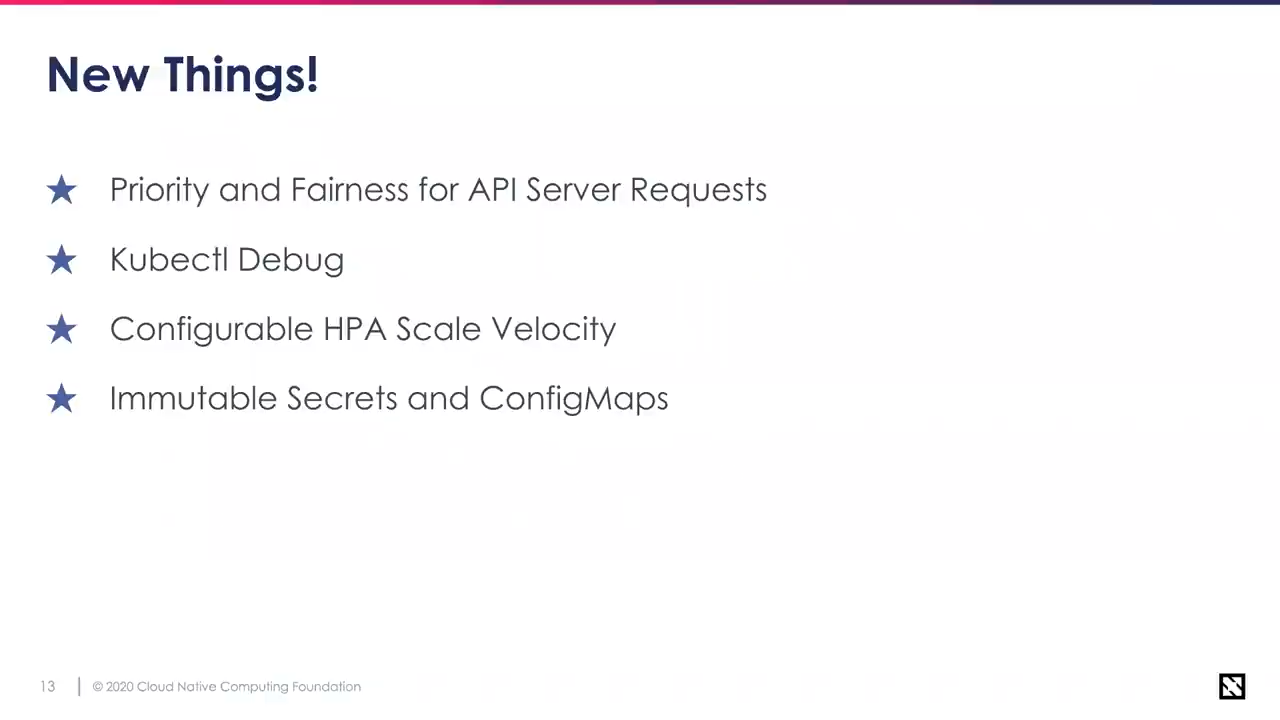 New Things!
Priority and Fairness for API Server Requests
Kubectl Debug
Configurable HPA Scale Velocity
Immutable Secrets and ConfigMaps
13 | © 2020 Cloud Native Computing Foundation